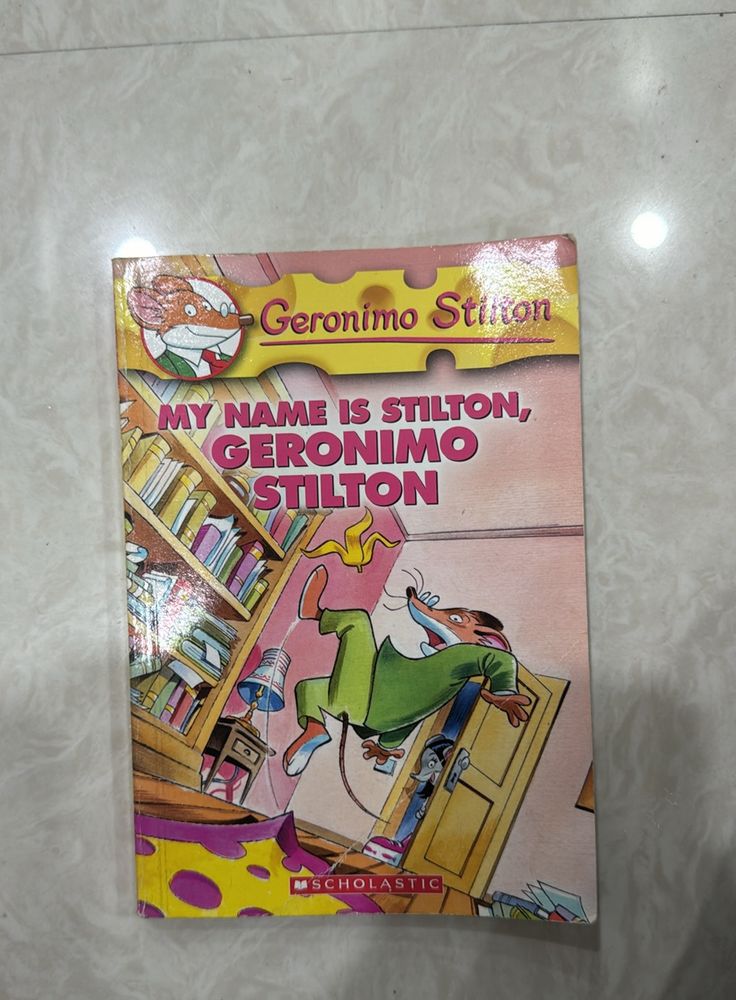 Geronimo Stilton
MY NAME IS STILTON,
GERONIMO
STILTON
SCHOLASTIC